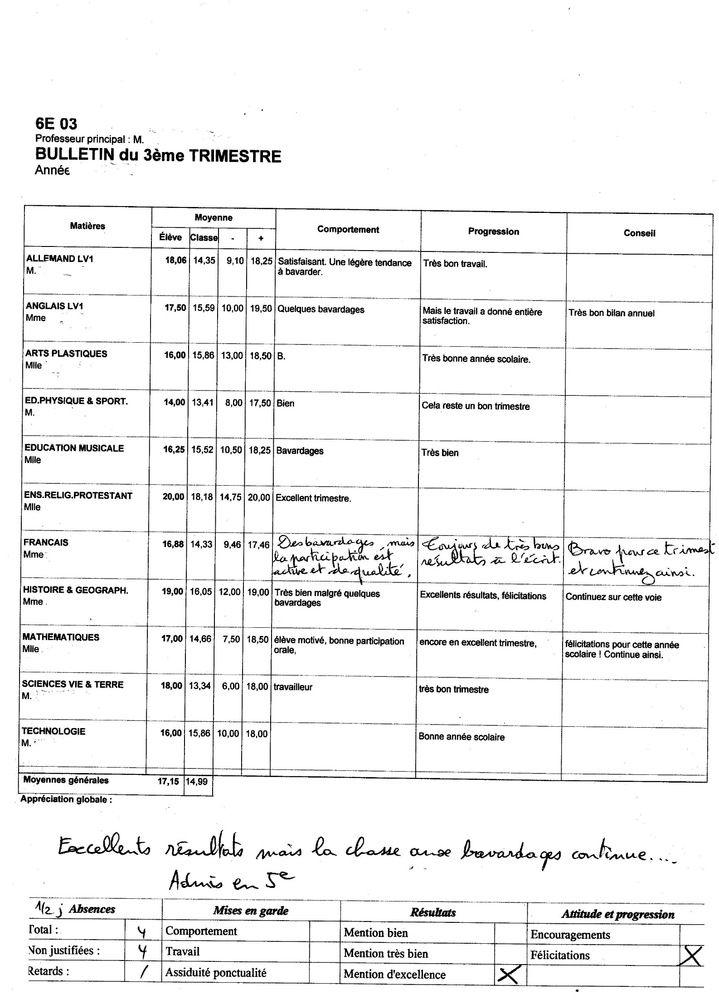 6E 03
Professeur principal : M.
BULLETIN du 3ème TRIMESTRE
Année
Matières Moyenne Comportement Progression Conseil
Élève Classe - +
ALLEMAND LV1 18,06 14,35 9,10 18,25 Satisfaisant. Une légère tendance Très bon travail.
M. à bavarder.
ANGLAIS LV1 17,50 15,59 10,00 19,50 Quelques bavardages Mais le travail a donné entière Très bon bilan annuel
Mme satisfaction.
ARTS PLASTIQUES 16,00 15,86 13,00 18,50 B. Très bonne année scolaire.
Mlle
ED.PHYSIQUE & SPORT. 14,00 13,41 8,00 17,50 Bien Cela reste un bon trimestre
M.
EDUCATION MUSICALE 16,25 15,52 10,50 18,25 Bavardages Très bien
Mlle
ENS.RELIG.PROTESTANT 20,00 18,18 14,75 20,00 Excellent trimestre.
Mlle
FRANCAIS 16,88 14,33 9,46 17,46 Des bavardages, mais Toujours de très bons Bravo pour ce trimest
Mme la participation est résultats à l'écrit. et continuez ainsi.
active et de qualité.
HISTOIRE & GEOGRAPH. 19,00 16,05 12,00 19,00 Très bien malgré quelques Excellents résultats, félicitations Continuez sur cette voie
Mme bavardages
MATHEMATIQUES 17,00 14,66 7,50 18,50 élève motivé, bonne participation encore en excellent trimestre, félicitations pour cette année
Mlle orale, scolaire ! Continue ainsi.
SCIENCES VIE & TERRE 18,00 13,34 6,00 18,00 travailleur très bon trimestre
M.
TECHNOLOGIE 16,00 15,86 10,00 18,00 Bonne année scolaire
M.
Moyennes générales 17,15 14,99
Appréciation globale :
Excellents résultats mais la chasse aux bavardages continue....
Admis en 5e
1/2 j Absences Mises en garde Résultats Attitude et progression
Total : 4 Comportement Mention bien Encouragements
Non justifiées : 4 Travail Mention très bien Félicitations X
Retards : / Assiduité ponctualité Mention d'excellence X